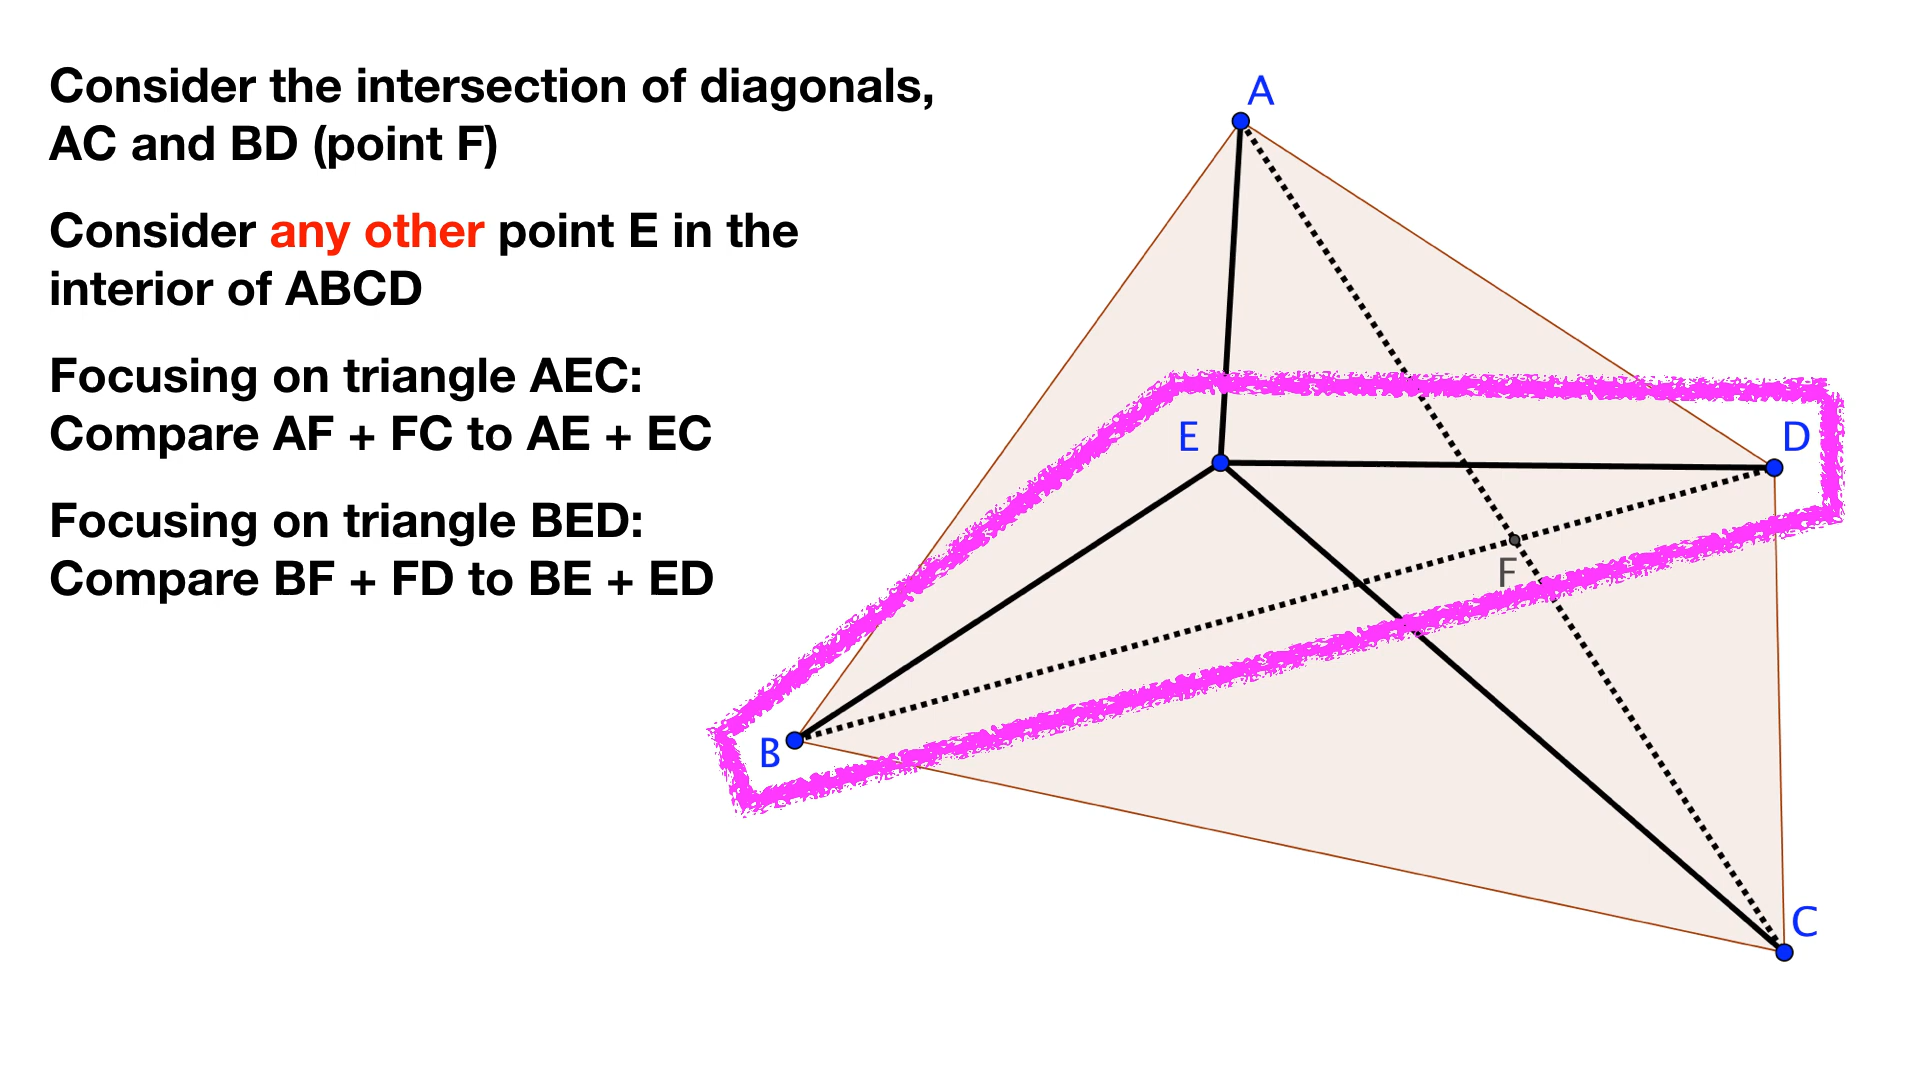 Consider the intersection of diagonals,
AC and BD (point F)
Consider any other point E in the
interior of ABCD
Focusing on triangle AEC:
Compare AF + FC to AE + EC
Focusing on triangle BED:
Compare BF + FD to BE + ED
A
E
D
F
B
C